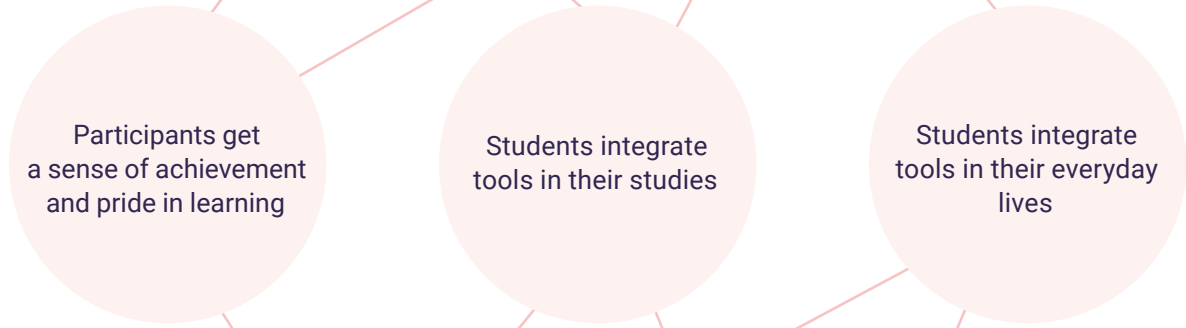 Participants get
a sense of achievement
and pride in learning
Students integrate
tools in their studies
Students integrate
tools in their everyday
lives